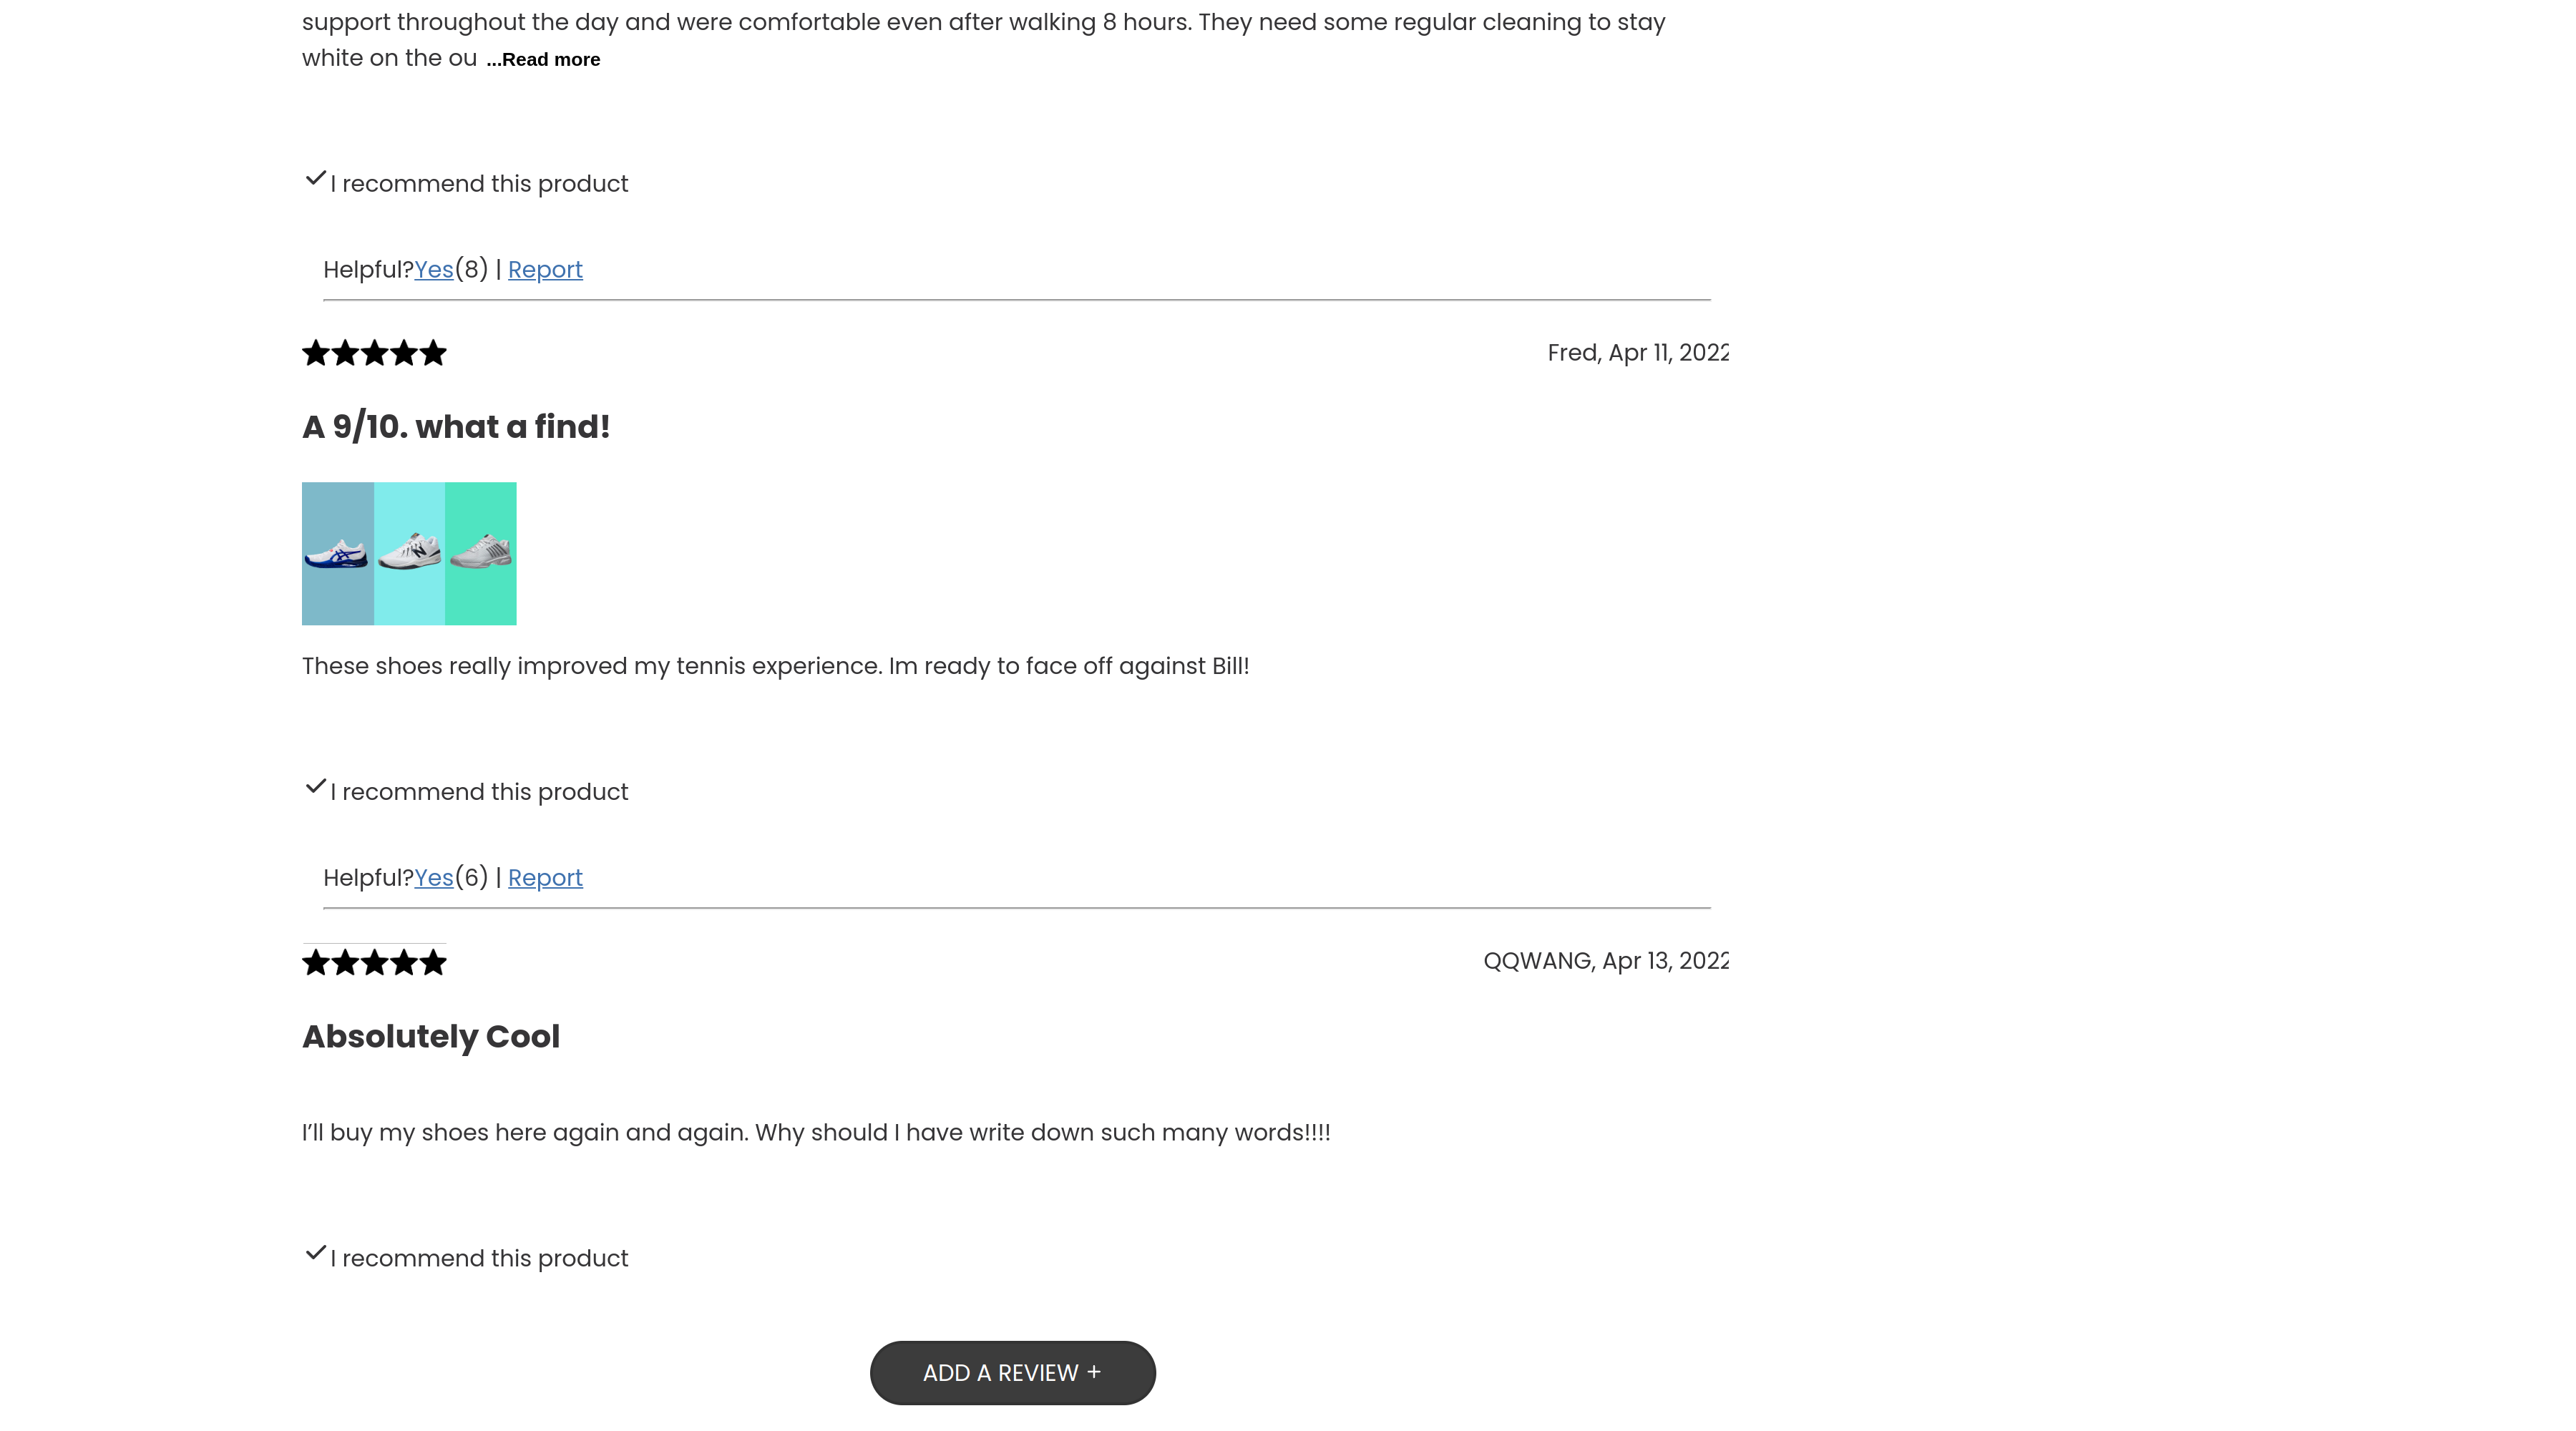 support throughout the day and were comfortable even after walking 8 hours. They need some regular cleaning to stay
white on the ou ...Read more
I recommend this product
Helpful?Yes(8) | Report
Fred, Apr 11, 2022
A 9/10. what a find!
These shoes really improved my tennis experience. Im ready to face off against Bill!
I recommend this product
Helpful?Yes(6) | Report
QQWANG, Apr 13, 2022
Absolutely Cool
I’ll buy my shoes here again and again. Why should I have write down such many words!!!!
I recommend this product
ADD A REVIEW +